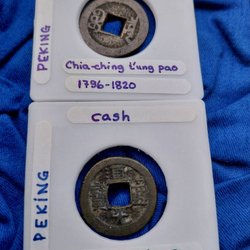 PEKING
Chia-ching t'ung pao
1796-1820
PEKING
cash